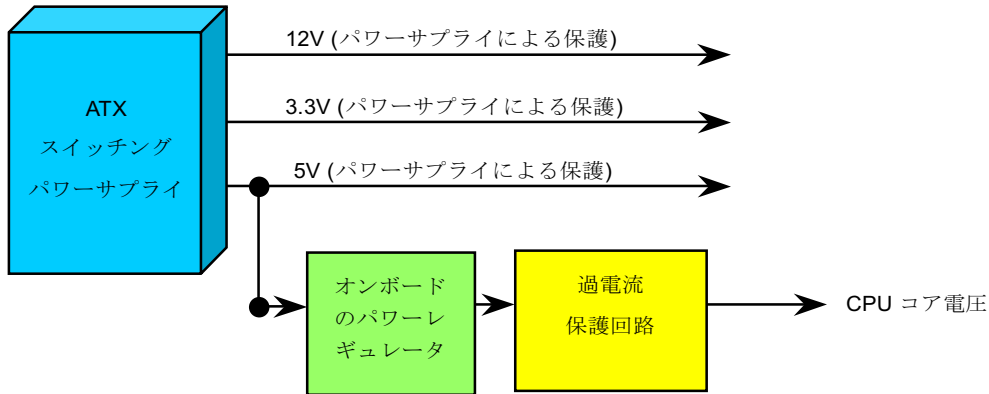 12V (パワーサプライによる保護)
ATX
スイッチング
パワーサプライ
3.3V (パワーサプライによる保護)
5V (パワーサプライによる保護)
オンボード
のパワーレ
ギュレータ
過電流
保護回路
CPU コア電圧